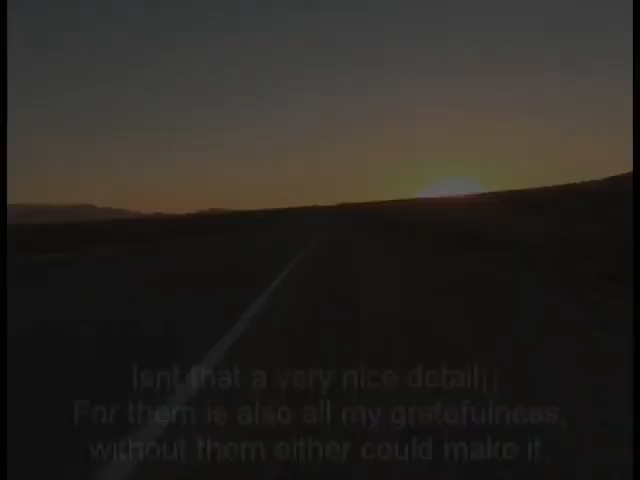 Isnt that a very nice detail¡¡
For them is also all my gratefulness,
without them either could make it.